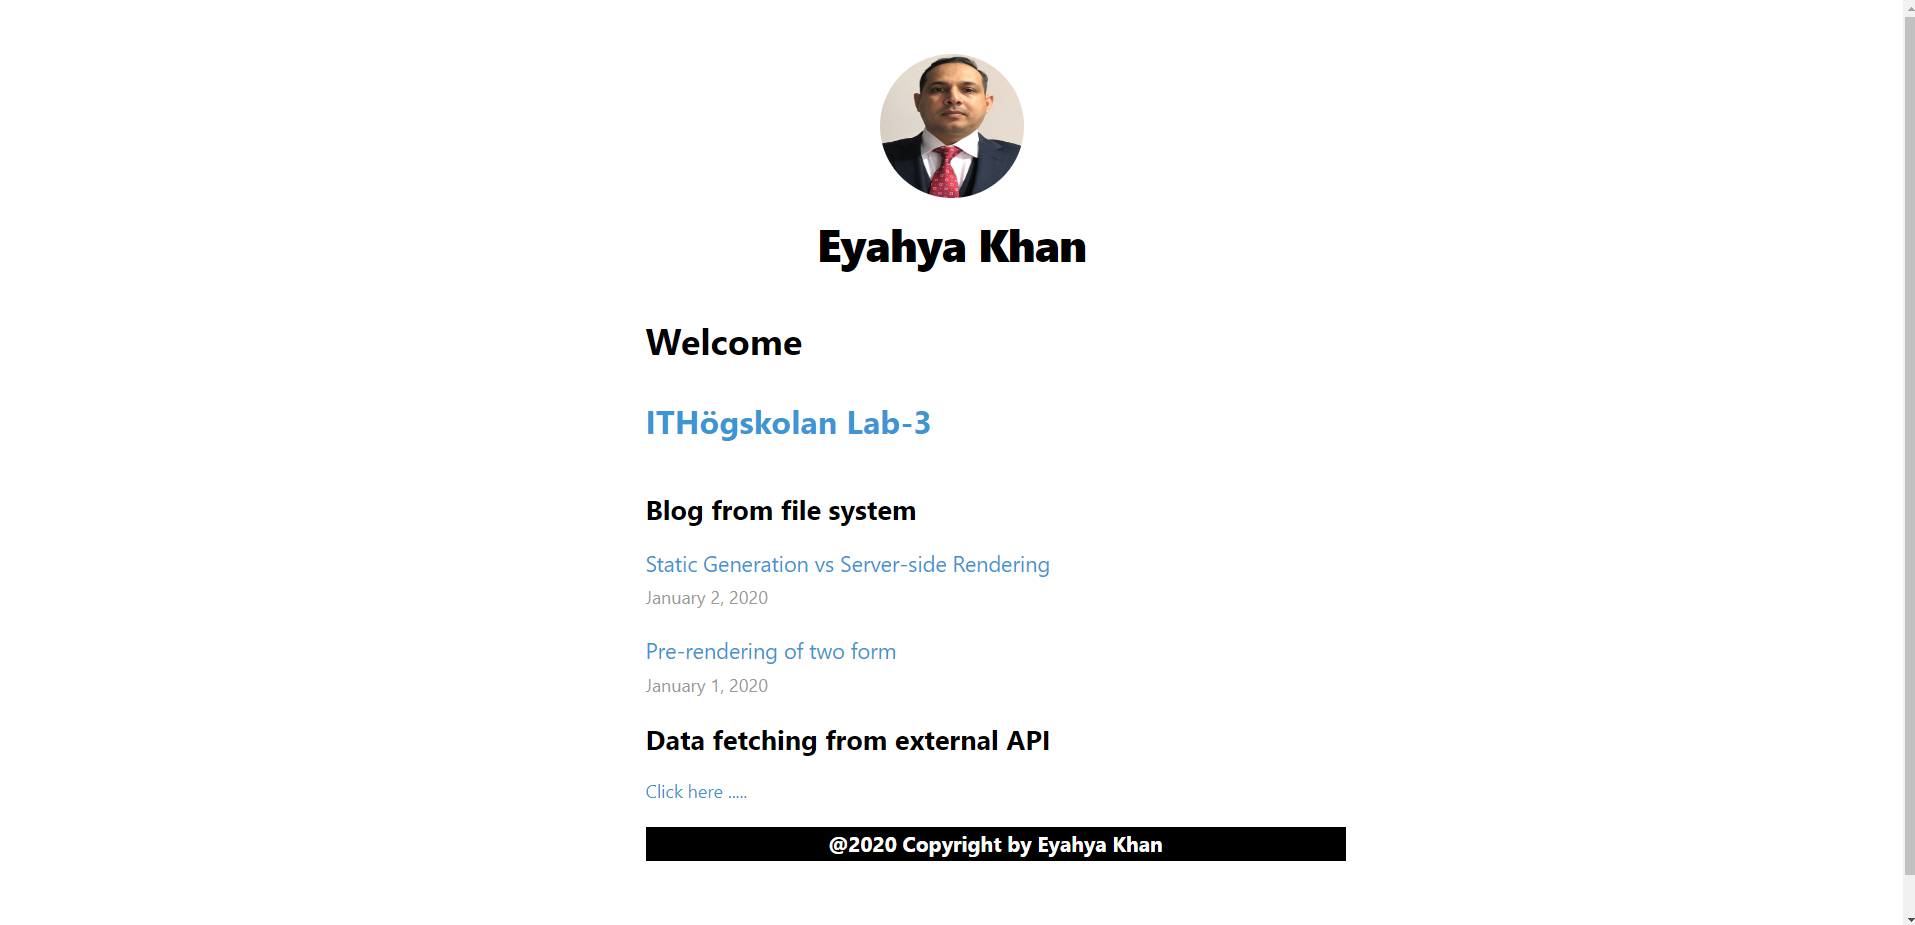 Eyahya Khan
Welcome
ITHögskolan Lab-3
Blog from file system
Static Generation vs Server-side Rendering
January 2, 2020
Pre-rendering of two form
January 1, 2020
Data fetching from external API
Click here .....
@2020 Copyright by Eyahya Khan